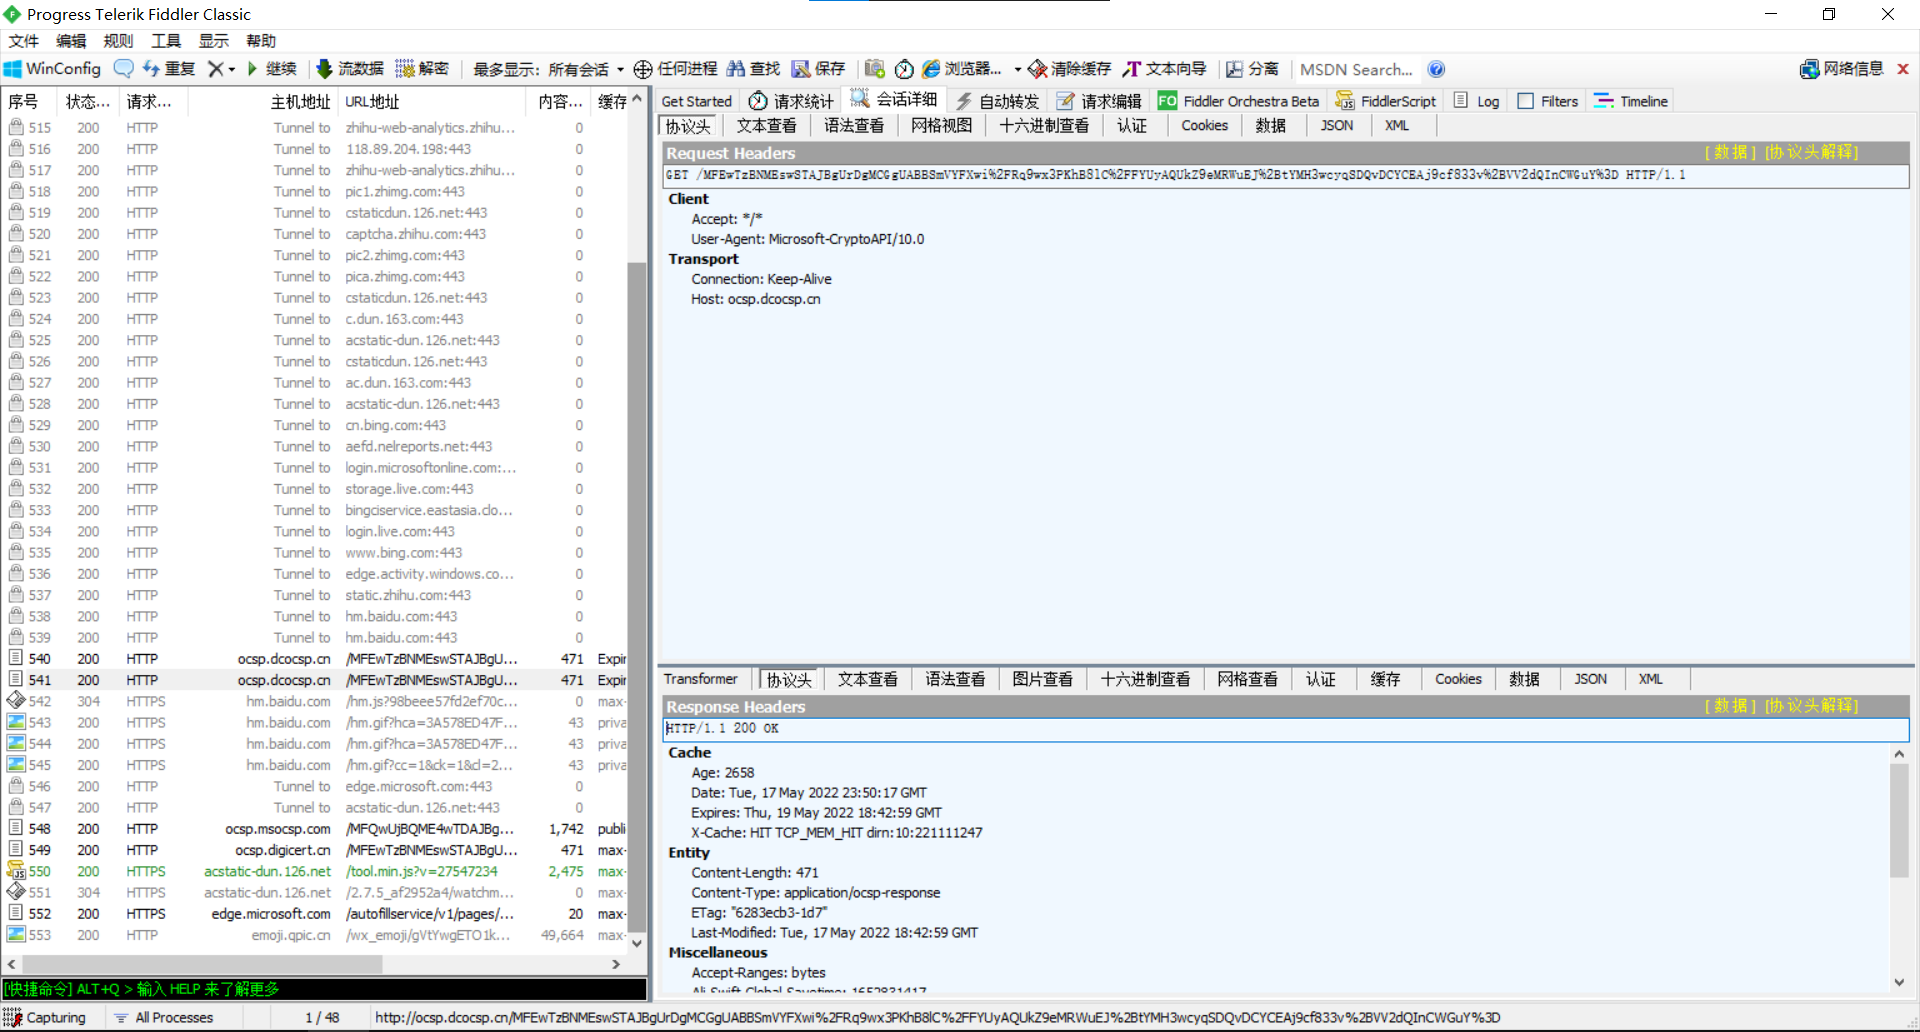 Progress Telerik Fiddler Classic
文件 编辑 规则 工具 显示 帮助
WinConfig 重复 继续 流数据 解密 最多显示: 所有会话 任何进程 查找 保存 浏览器... 清除缓存 文本向导 分离 MSDN Search... 网络信息
序号 状态... 请求... 主机地址 URL地址 内容... 缓存
515 200 HTTP Tunnel to zhihu-web-analytics.zhihu... 0
516 200 HTTP Tunnel to 118.89.204.198:443 0
517 200 HTTP Tunnel to zhihu-web-analytics.zhihu... 0
518 200 HTTP Tunnel to pic1.zhimg.com:443 0
519 200 HTTP Tunnel to cstaticdun.126.net:443 0
520 200 HTTP Tunnel to captcha.zhihu.com:443 0
521 200 HTTP Tunnel to pic2.zhimg.com:443 0
522 200 HTTP Tunnel to pica.zhimg.com:443 0
523 200 HTTP Tunnel to cstaticdun.126.net:443 0
524 200 HTTP Tunnel to c.dun.163.com:443 0
525 200 HTTP Tunnel to acstatic-dun.126.net:443 0
526 200 HTTP Tunnel to cstaticdun.126.net:443 0
527 200 HTTP Tunnel to ac.dun.163.com:443 0
528 200 HTTP Tunnel to acstatic-dun.126.net:443 0
529 200 HTTP Tunnel to cn.bing.com:443 0
530 200 HTTP Tunnel to aefd.nelreports.net:443 0
531 200 HTTP Tunnel to login.microsoftonline.com:... 0
532 200 HTTP Tunnel to storage.live.com:443 0
533 200 HTTP Tunnel to bingciservice.eastasia.clo... 0
534 200 HTTP Tunnel to login.live.com:443 0
535 200 HTTP Tunnel to www.bing.com:443 0
536 200 HTTP Tunnel to edge.activity.windows.co... 0
537 200 HTTP Tunnel to static.zhihu.com:443 0
538 200 HTTP Tunnel to hm.baidu.com:443 0
539 200 HTTP Tunnel to hm.baidu.com:443 0
540 200 HTTP ocsp.dcocsp.cn /MFEwTzBNMEswSTAJBgU... 471 Expir
541 200 HTTP ocsp.dcocsp.cn /MFEwTzBNMEswSTAJBgU... 471 Expir
542 304 HTTPS hm.baidu.com /hm.js?98beee57fd2ef70c... 0 max-
543 200 HTTPS hm.baidu.com /hm.gif?hca=3A578ED47F... 43 priva
544 200 HTTPS hm.baidu.com /hm.gif?hca=3A578ED47F... 43 priva
545 200 HTTPS hm.baidu.com /hm.gif?cc=1&ck=1&cl=2... 43 priva
546 200 HTTP Tunnel to edge.microsoft.com:443 0
547 200 HTTP Tunnel to acstatic-dun.126.net:443 0
548 200 HTTP ocsp.msocsp.com /MFQwUjBQME4wTDAJBg... 1,742 publi
549 200 HTTP ocsp.digicert.cn /MFEwTzBNMEswSTAJBgU... 471 max-
550 200 HTTPS acstatic-dun.126.net /tool.min.js?v=27547234 2,475 max-
551 304 HTTPS acstatic-dun.126.net /2.7.5_af2952a4/watchm... 0 max-
552 200 HTTPS edge.microsoft.com /autofillservice/v1/pages/... 20 max-
553 200 HTTP emoji.qpic.cn /wx_emoji/gVtYwgETO1k... 49,664 max-
[快捷命令] ALT+Q > 输入 HELP 来了解更多
Get Started 请求统计 会话详细 自动转发 请求编辑 FO Fiddler Orchestra Beta FiddlerScript Log Filters Timeline
协议头 文本查看 语法查看 网格视图 十六进制查看 认证 Cookies 数据 JSON XML
Request Headers [ 数据 ] [协议头解释]
GET /MFEwTzBNMEswSTAJBgUrDgMCGgUABBSmVYFXwi%2FRq9wx3PKhB8lC%2FFYUyAQUkZ9eMRWuEJ%2BtYMH3wcyqSDQvDCYCEAj9cf833v%2BVV2dQInCWGuY%3D HTTP/1.1
Client
Accept: */*
User-Agent: Microsoft-CryptoAPI/10.0
Transport
Connection: Keep-Alive
Host: ocsp.dcocsp.cn
Transformer 协议头 文本查看 语法查看 图片查看 十六进制查看 网格查看 认证 缓存 Cookies 数据 JSON XML
Response Headers [ 数据 ] [协议头解释]
HTTP/1.1 200 OK
Cache
Age: 2658
Date: Tue, 17 May 2022 23:50:17 GMT
Expires: Thu, 19 May 2022 18:42:59 GMT
X-Cache: HIT TCP_MEM_HIT dirn:10:221111247
Entity
Content-Length: 471
Content-Type: application/ocsp-response
ETag: "6283ecb3-1d7"
Last-Modified: Tue, 17 May 2022 18:42:59 GMT
Miscellaneous
Accept-Ranges: bytes
Ali-Swift-Global-Savetime: 1652831417
Capturing All Processes 1 / 48 http://ocsp.dcocsp.cn/MFEwTzBNMEswSTAJBgUrDgMCGgUABBSmVYFXwi%2FRq9wx3PKhB8lC%2FFYUyAQUkZ9eMRWuEJ%2BtYMH3wcyqSDQvDCYCEAj9cf833v%2BVV2dQInCWGuY%3D